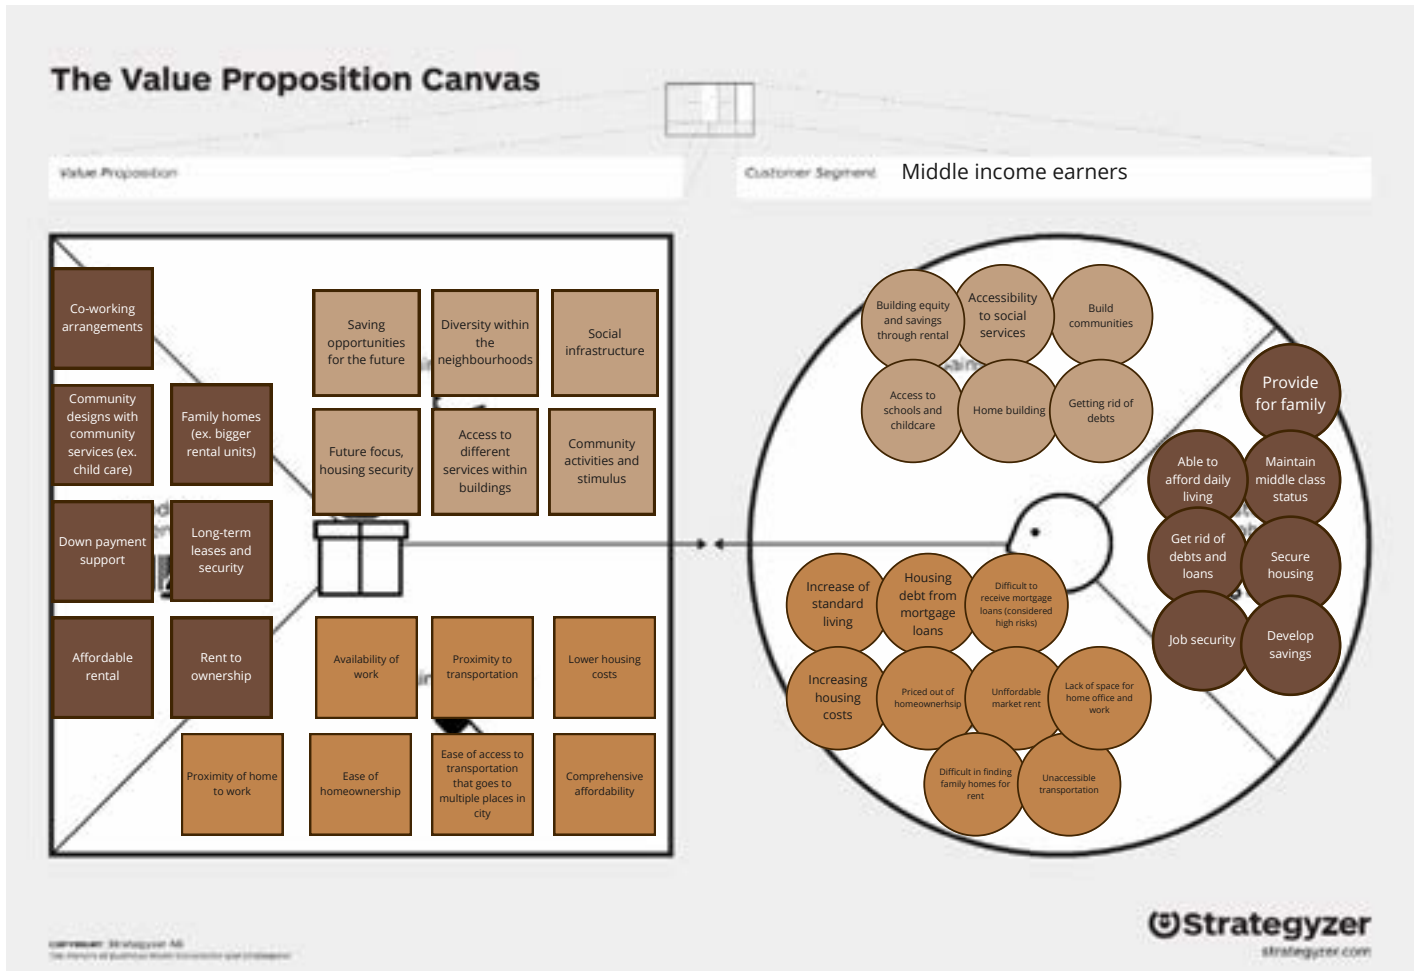 The Value Proposition Canvas
Value Proposition
Customer Segment
Middle income earners
Co-working
arrangements
Community
designs with
community
services (ex.
child care)
Family homes
(ex. bigger
rental units)
Down payment
support
Long-term
leases and
security
Affordable
rental
Rent to
ownership
Saving
opportunities
for the future
Diversity within
the
neighbourhoods
Social
infrastructure
Future focus,
housing security
Access to
different
services within
buildings
Community
activities and
stimulus
Availability of
work
Proximity to
transportation
Lower housing
costs
Proximity of home
to work
Ease of
homeownership
Ease of access to
transportation
that goes to
multiple places in
city
Comprehensive
affordability
Building equity
and savings
through rental
Accessibility
to social
services
Build
communities
Access to
schools and
childcare
Home building
Getting rid of
debts
Provide
for family
Able to
afford daily
living
Maintain
middle class
status
Get rid of
debts and
loans
Secure
housing
Job security
Develop
savings
Increase of
standard
living
Housing
debt from
mortgage
loans
Difficult to
receive mortgage
loans (considered
high risks)
Increasing
housing
costs
Priced out of
homeownerhsip
Unffordable
market rent
Lack of space for
home office and
work
Difficult in finding
family homes for
rent
Unaccessible
transportation
COPYRIGHT: Strategyzer AG
Strategyzer
strategyzer.com